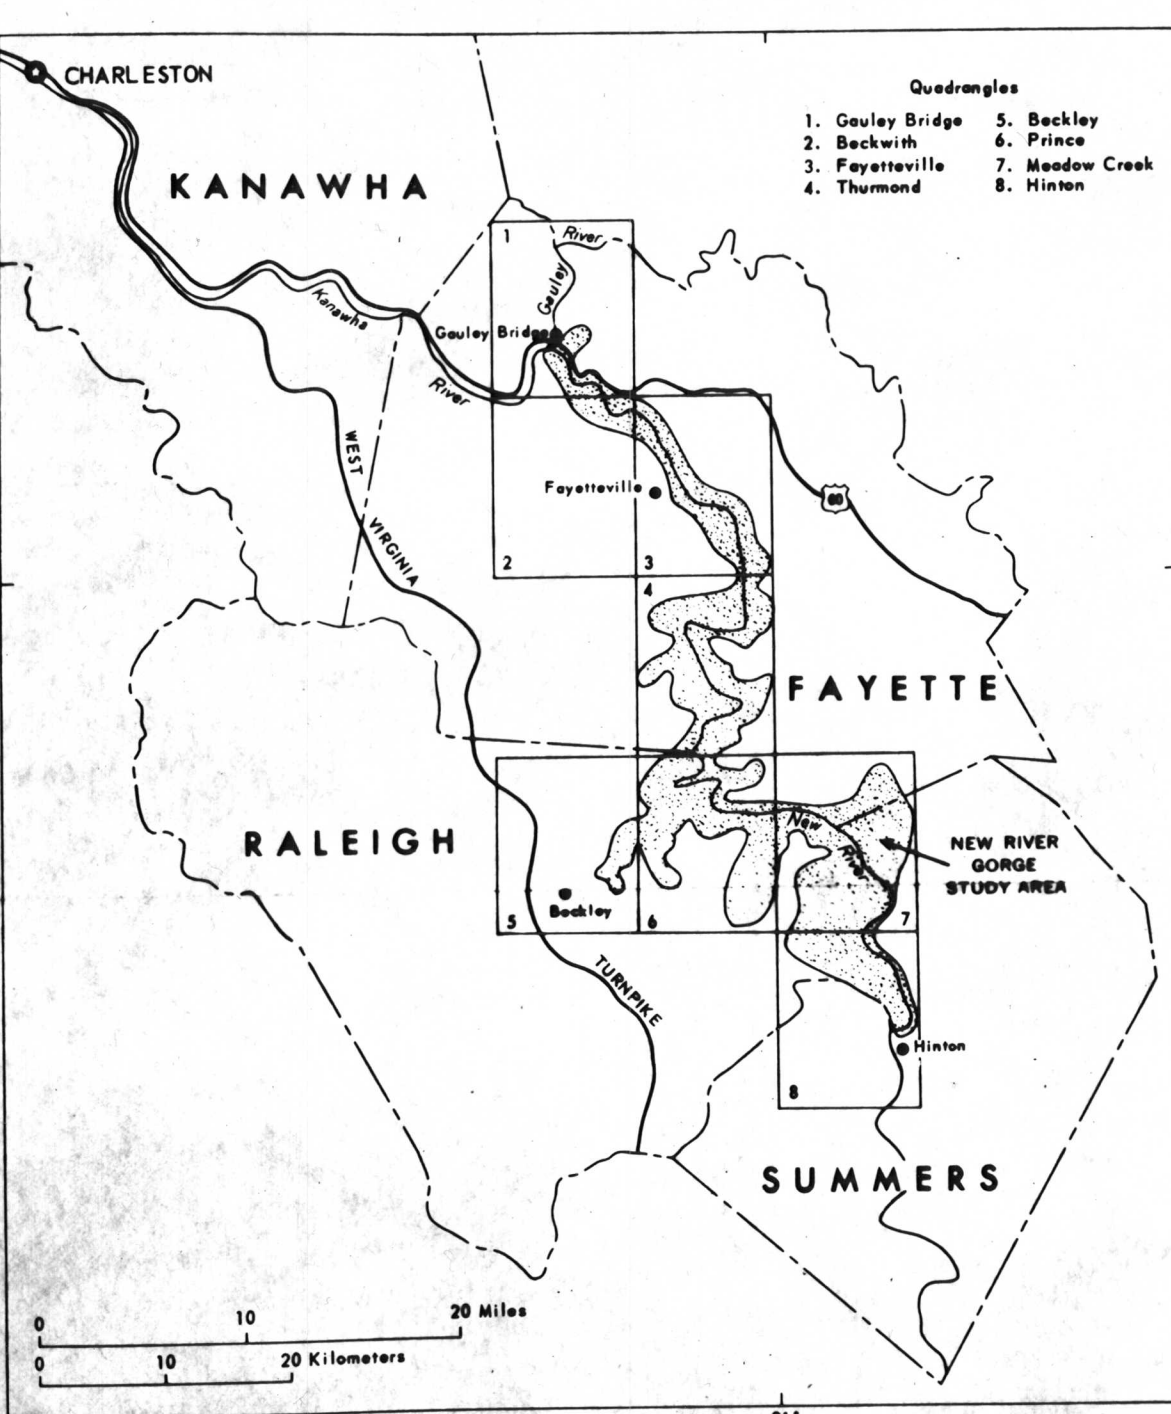 CHARLESTON
Quadrangles
1. Gauley Bridge 5. Beckley
2. Beckwith 6. Prince
3. Fayetteville 7. Meadow Creek
4. Thurmond 8. Hinton
KANAWHA
1
River
Gauley
Kanawha
Gauley Bridge
River
WEST
Fayetteville
60
VIRGINIA
2
3
4
FAYETTE
RALEIGH
New
River
NEW RIVER
GORGE
STUDY AREA
Beckley
5
6
7
TURNPIKE
Hinton
8
SUMMERS
0 10 20 Miles
0 10 20 Kilometers